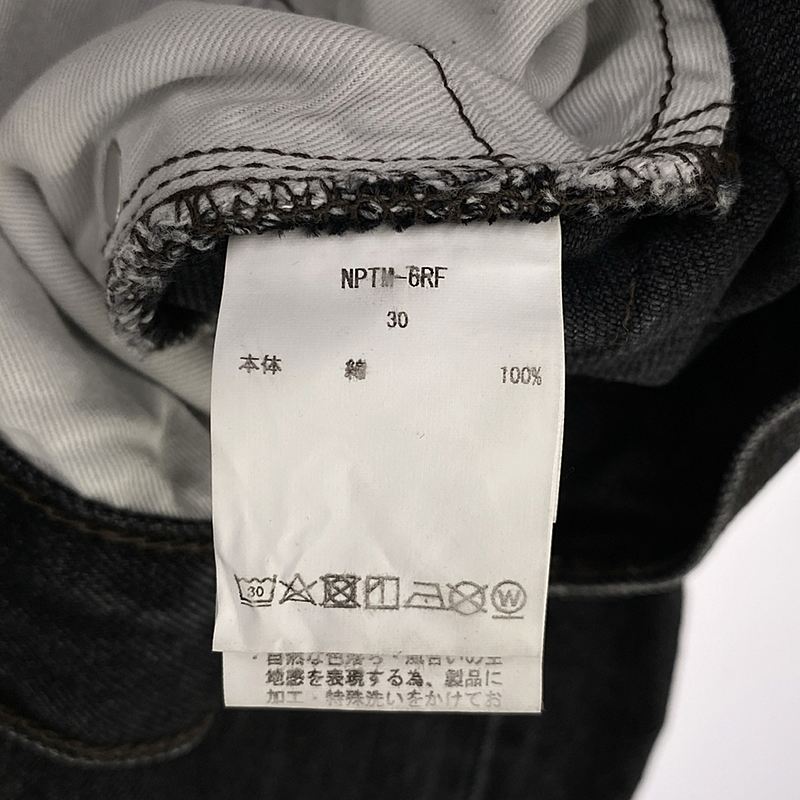 NPTM-6RF
30
本体 綿 100%
30 W
・自然な色落ち・風合いの生
地感を表現する為、製品に
加工・特殊洗いをかけてお